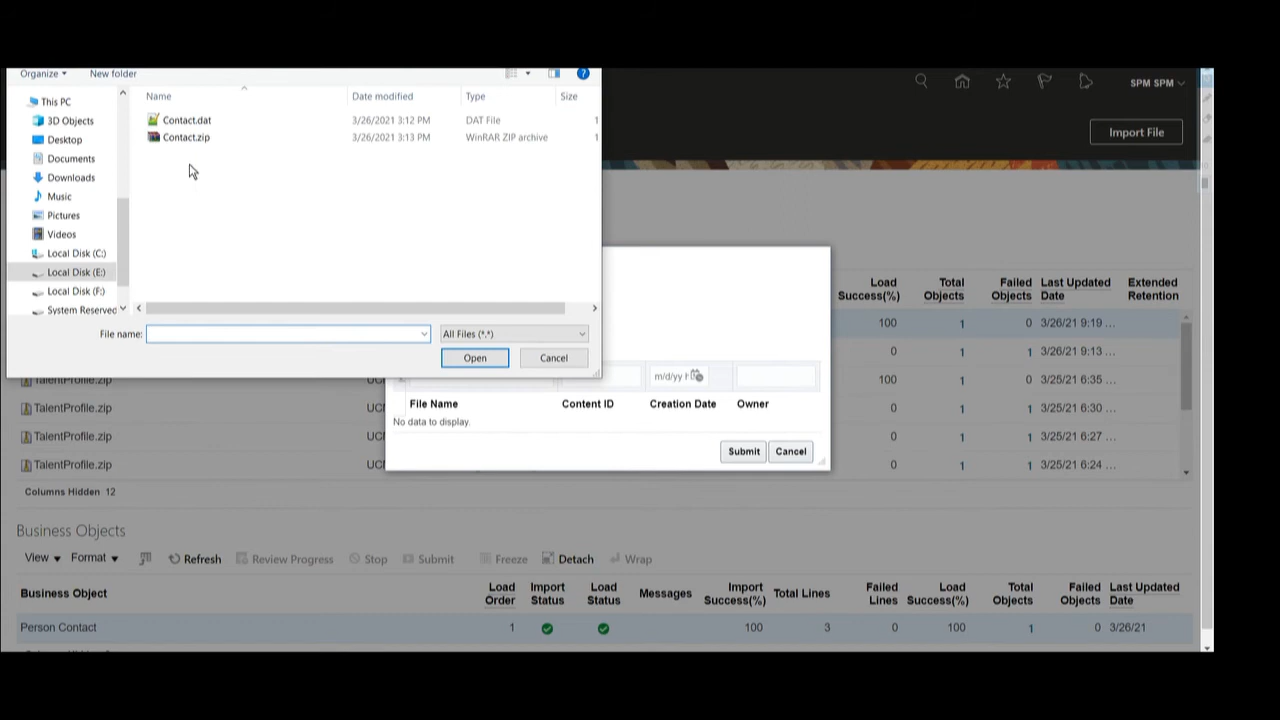 Organize New folder
Name Date modified Type Size
This PC
3D Objects
Desktop
Documents
Downloads
Music
Pictures
Videos
Local Disk (C:)
Local Disk (E:)
Local Disk (F:)
System Reserved
Contact.dat 3/26/2021 3:12 PM DAT File 1
Contact.zip 3/26/2021 3:13 PM WinRAR ZIP archive 1
File name: All Files (*.*)
Open Cancel
SPM SPM
Import File
Load Success(%) Total Objects Failed Objects Last Updated Date Extended Retention
100 1 0 3/26/21 9:19 ...
0 1 1 3/26/21 9:13 ...
TalentProfile.zip UCI 100 1 0 3/25/21 6:35 ...
TalentProfile.zip UCI 0 1 1 3/25/21 6:30 ...
TalentProfile.zip UCI 0 1 1 3/25/21 6:27 ...
TalentProfile.zip UCI 0 1 1 3/25/21 6:24 ...
m/d/yy h
File Name Content ID Creation Date Owner
No data to display.
Submit Cancel
Columns Hidden 12
Business Objects
View Format Refresh Review Progress Stop Submit Freeze Detach Wrap
Business Object Load Order Import Status Load Status Messages Import Success(%) Total Lines Failed Lines Load Success(%) Total Objects Failed Objects Last Updated Date
Person Contact 1 100 3 0 100 1 0 3/26/21